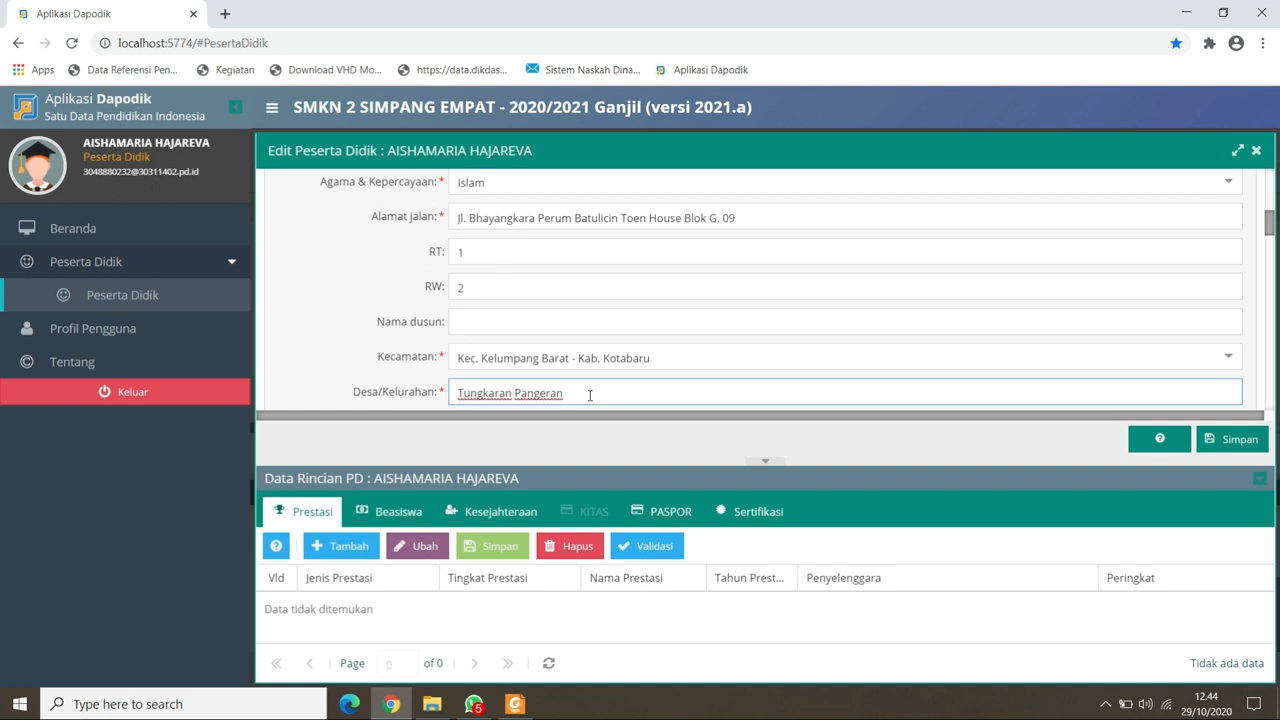 Aplikasi Dapodik
localhost:5774/#PesertaDidik
Apps Data Referensi Pen... Kegiatan Download VHD Mo... https://data.dikdas... Sistem Naskah Dina... Aplikasi Dapodik
Aplikasi Dapodik
Satu Data Pendidikan Indonesia
SMKN 2 SIMPANG EMPAT - 2020/2021 Ganjil (versi 2021.a)
AISHAMARIA HAJAREVA
Peserta Didik
3048880232@30311402.pd.id
Beranda
Peserta Didik
Peserta Didik
Profil Pengguna
Tentang
Keluar
Edit Peserta Didik : AISHAMARIA HAJAREVA
Agama & Kepercayaan:* Islam
Alamat jalan:* Jl. Bhayangkara Perum Batulicin Toen House Blok G. 09
RT: 1
RW: 2
Nama dusun:
Kecamatan:* Kec. Kelumpang Barat - Kab. Kotabaru
Desa/Kelurahan:* Tungkaran Pangeran
Simpan
Data Rincian PD : AISHAMARIA HAJAREVA
Prestasi Beasiswa Kesejahteraan KITAS PASPOR Sertifikasi
Tambah Ubah Simpan Hapus Validasi
Vld Jenis Prestasi Tingkat Prestasi Nama Prestasi Tahun Prest... Penyelenggara Peringkat
Data tidak ditemukan
Page 0 of 0 Tidak ada data
Type here to search
5
12.44
29/10/2020